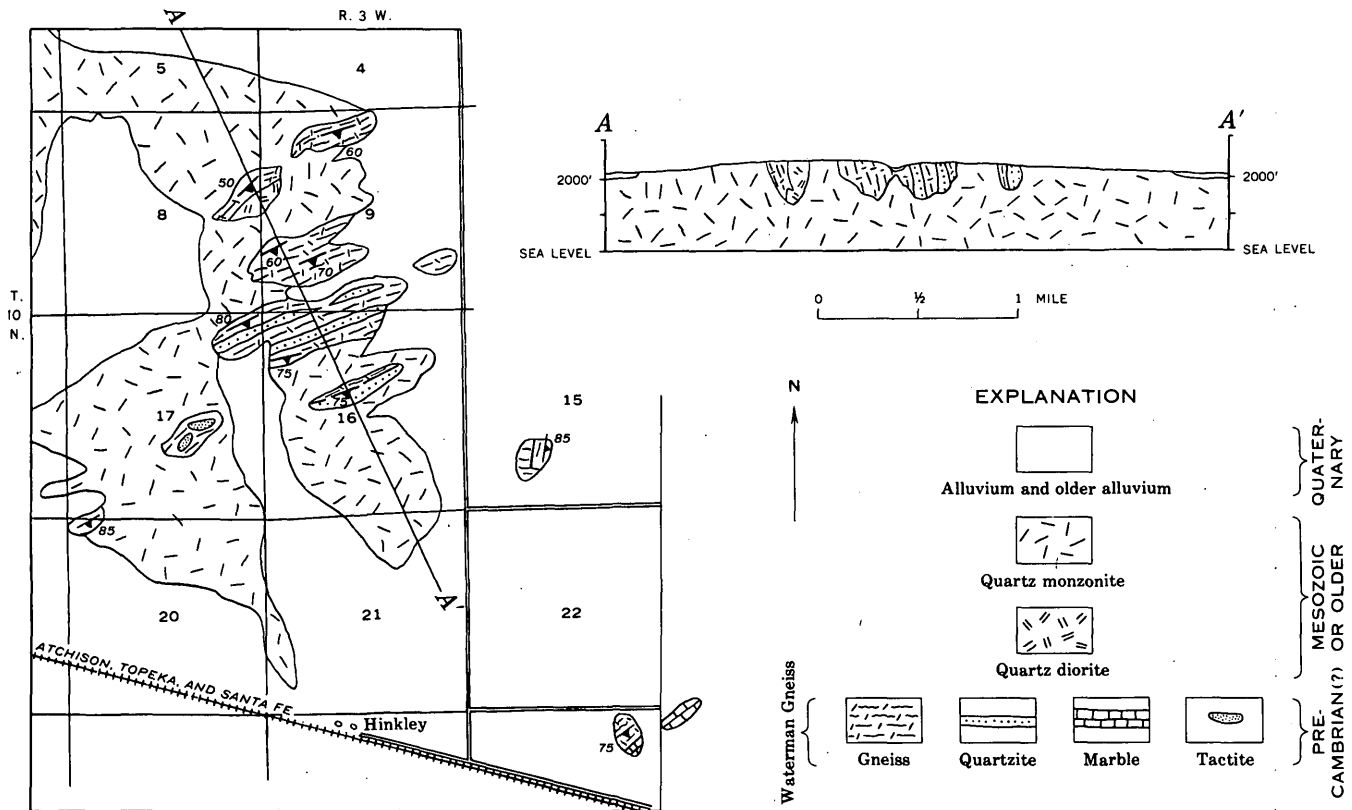 R. 3 W.
A
5
4
60
50
8
9
60
70
T.
10
N.
80
75
75
16
17
15
85
85
A'
20
21
22
ATCHISON, TOPEKA, AND SANTA FE
Hinkley
75
A
A'
2000'
2000'
SEA LEVEL
SEA LEVEL
0
½
1 MILE
N
EXPLANATION
Alluvium and older alluvium
QUATER-
NARY
Quartz monzonite
Quartz diorite
MESOZOIC
OR OLDER
Waterman Gneiss
Gneiss
Quartzite
Marble
Tactite
PRE-
CAMBRIAN(?)